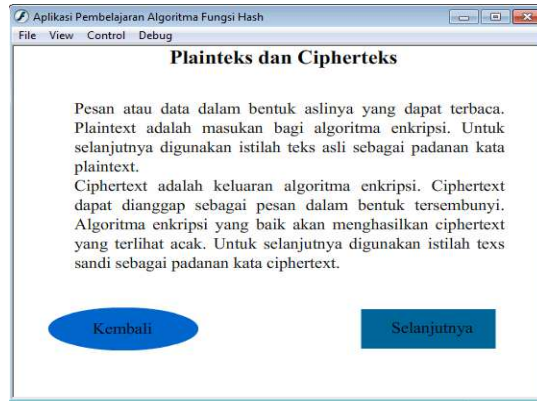 Aplikasi Pembelajaran Algoritma Fungsi Hash
File View Control Debug
Plainteks dan Cipherteks
Pesan atau data dalam bentuk aslinya yang dapat terbaca.
Plaintext adalah masukan bagi algoritma enkripsi. Untuk
selanjutnya digunakan istilah teks asli sebagai padanan kata
plaintext.
Ciphertext adalah keluaran algoritma enkripsi. Ciphertext
dapat dianggap sebagai pesan dalam bentuk tersembunyi.
Algoritma enkripsi yang baik akan menghasilkan ciphertext
yang terlihat acak. Untuk selanjutnya digunakan istilah texs
sandi sebagai padanan kata ciphertext.
Kembali Selanjutnya